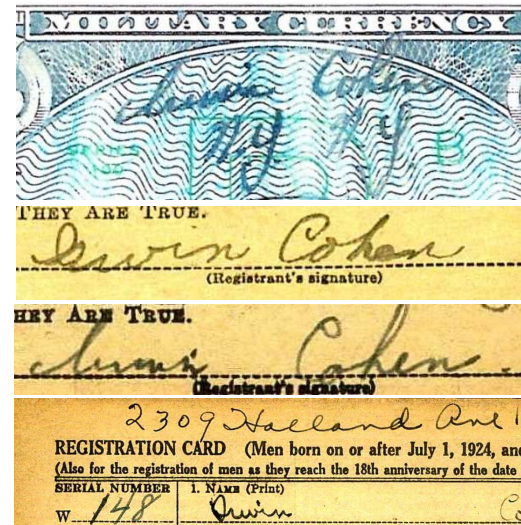 MILITARY CURRENCY
Irwin Cohen
N.Y N.Y
B
THEY ARE TRUE.
Irwin Cohen
(Registrant's signature)
HEY ARE TRUE.
Irwin Cohen.
(Registrant's signature)
2309 Holland Ave
REGISTRATION CARD (Men born on or after July 1, 1924, and
(Also for the registration of men as they reach the 18th anniversary of the date
SERIAL NUMBER 1. NAME (Print)
W 148 Irwin Co